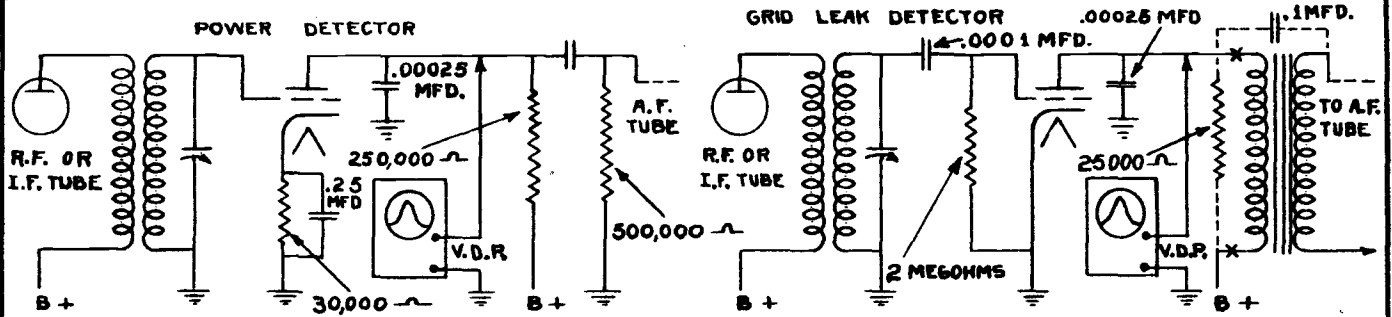 POWER DETECTOR
.00025
MFD.
R.F. OR
I.F. TUBE
250,000 Ω
.25
MFD
V.D.P.
A.F.
TUBE
500,000 Ω
30,000 Ω
B +
B +
GRID LEAK DETECTOR
.0001 MFD.
.00025 MFD
.1MFD.
R.F. OR
I.F. TUBE
25000 Ω
TO A.F.
TUBE
V.D.P.
2 MEGOHMS
B +
B +